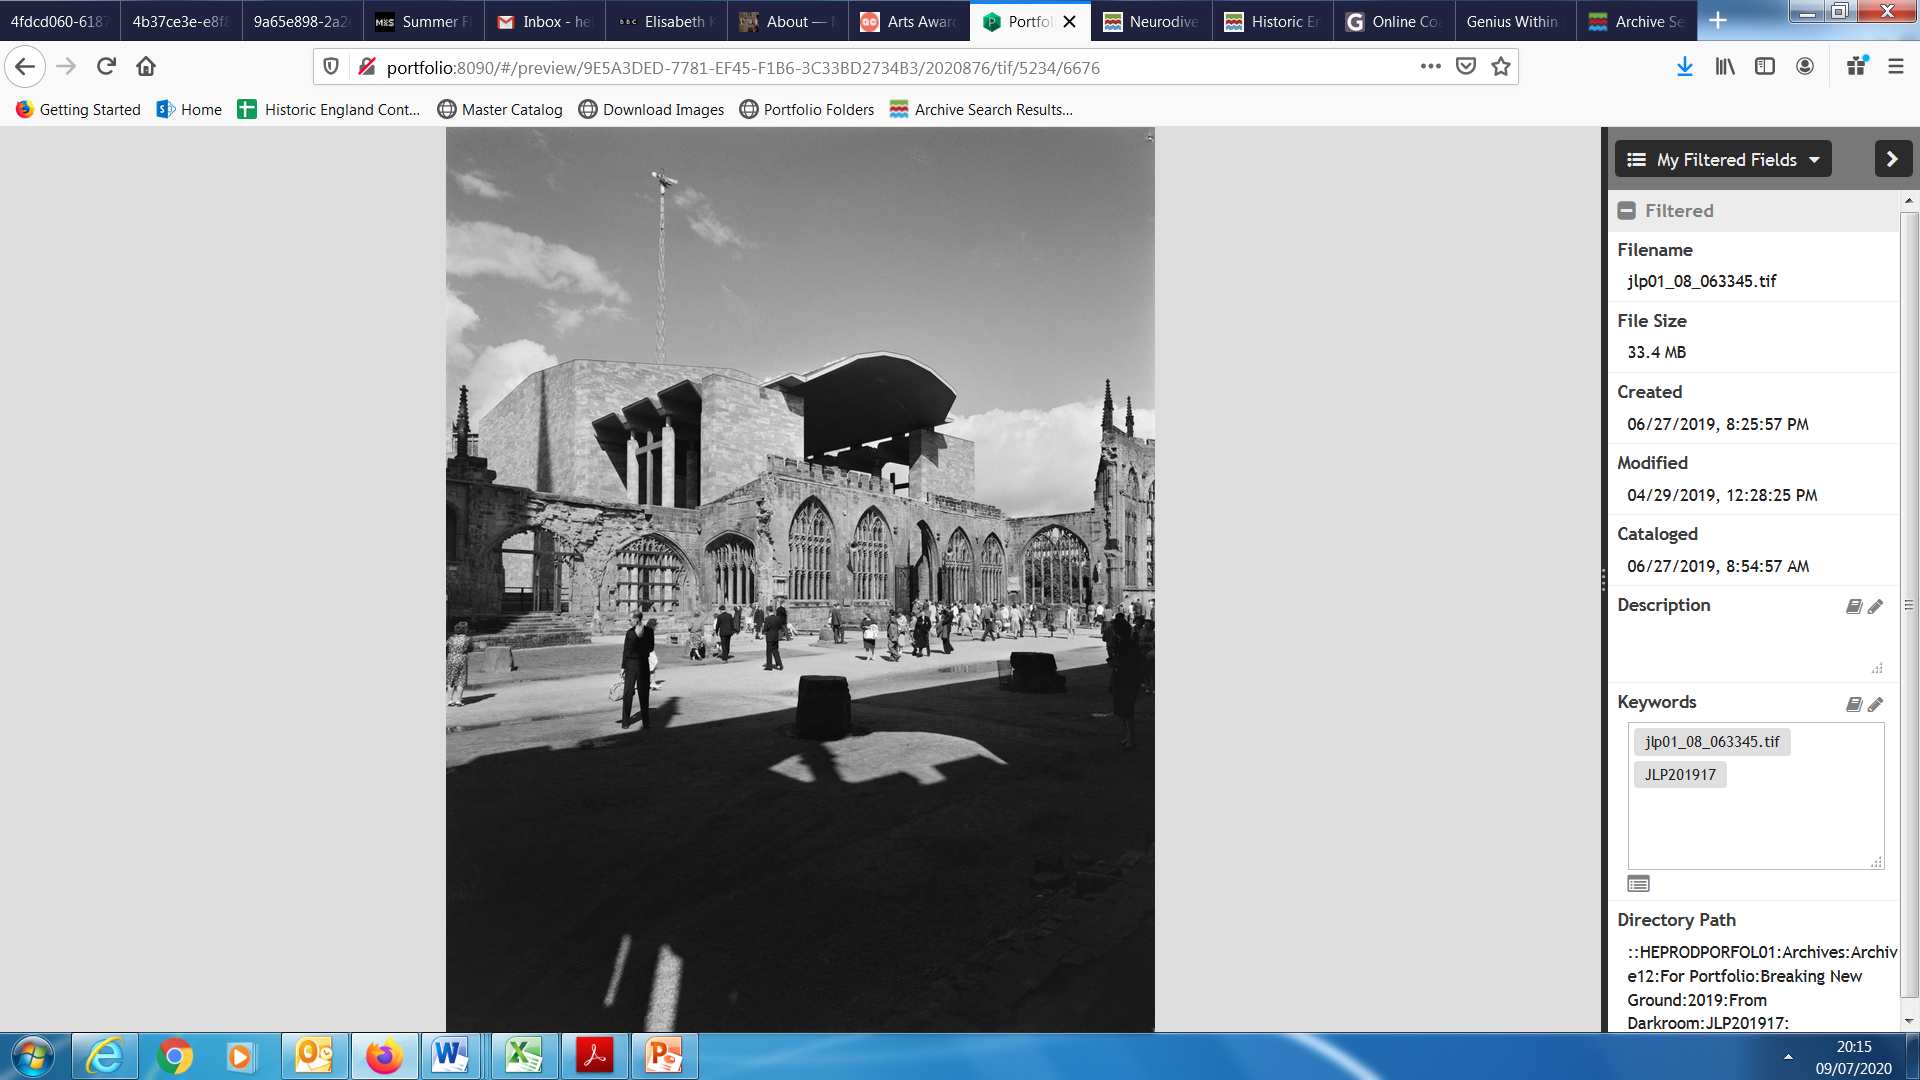 4fdcd060-6187
4b37ce3e-e8f8
9a65e898-2a2
M&S Summer F
Inbox - he
BBC Elisabeth
About —
Arts Awar
Portfol
Neurodive
Historic En
Online Co
Genius Within
Archive Se
portfolio:8090/#/preview/9E5A3DED-7781-EF45-F1B6-3C33BD2734B3/2020876/tif/5234/6676
Getting Started
Home
Historic England Cont...
Master Catalog
Download Images
Portfolio Folders
Archive Search Results...
My Filtered Fields
Filtered
Filename
jlp01_08_063345.tif
File Size
33.4 MB
Created
06/27/2019, 8:25:57 PM
Modified
04/29/2019, 12:28:25 PM
Cataloged
06/27/2019, 8:54:57 AM
Description
Keywords
jlp01_08_063345.tif
JLP201917
Directory Path
::HEPRODPORFOL01:Archives:Archiv
e12:For Portfolio:Breaking New
Ground:2019:From
Darkroom:JLP201917:
20:15
09/07/2020